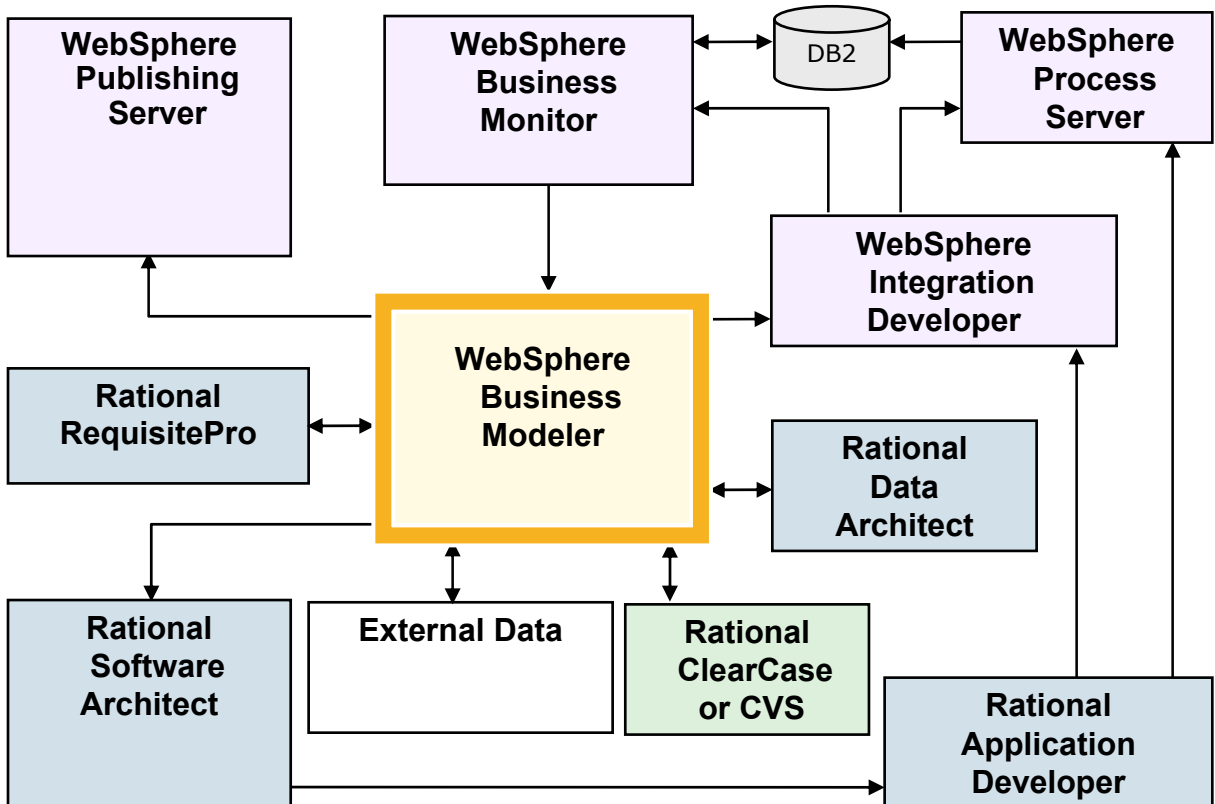 WebSphere
Publishing
Server
WebSphere
Business
Monitor
DB2
WebSphere
Process
Server
WebSphere
Integration
Developer
WebSphere
Business
Modeler
Rational
RequisitePro
Rational
Data
Architect
Rational
Software
Architect
External Data
Rational
ClearCase
or CVS
Rational
Application
Developer